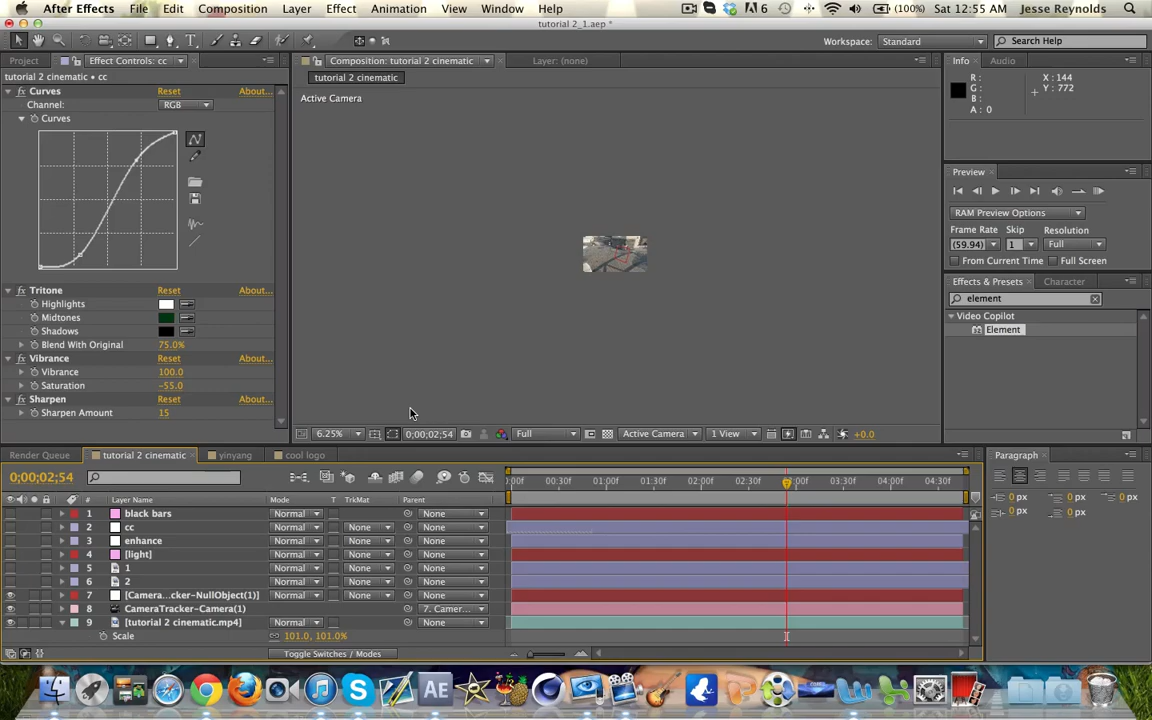 After Effects File Edit Composition Layer Effect Animation View Window Help 6 (100%) Sat 12:55 Jesse Reynolds
tutorial 2_1.aep *
Workspace: Standard Search Help
Project Effect Controls: cc Composition: tutorial 2 cinematic Layer: (none) Info Audio
tutorial 2 cinematic • cc tutorial 2 cinematic
Curves Reset About...
Channel: RGB
Curves
Active Camera
R: X: 144
G: Y: 772
B:
A: 0
Preview
RAM Preview Options
Frame Rate Skip Resolution
(59.94) 1 Full
From Current Time Full Screen
Effects & Presets Character
element
Video Copilot
Element
Tritone Reset About...
Highlights
Midtones
Shadows
Blend With Original 75.0%
Vibrance Reset About...
Vibrance 100.0
Saturation -55.0
Sharpen Reset About...
Sharpen Amount 15
6.25% 0;00;02;54 Full Active Camera 1 View +0.0
Render Queue tutorial 2 cinematic yinyang cool logo Paragraph
0;00;02;54
:00f 00:30f 01:00f 01:30f 02:00f 02:30f 03:00f 03:30f 04:00f 04:30f
# Layer Name Mode T TrkMat Parent
1 black bars Normal None
2 cc Normal None None
3 enhance Normal None None
4 [light] Normal None None
5 1 Normal None None
6 2 Normal None None
7 [Camera...cker-NullObject(1)] Normal None None
8 CameraTracker-Camera(1) 7. Camer...
9 [tutorial 2 cinematic.mp4] Normal None None
Scale 101.0, 101.0%
Toggle Switches / Modes
0 px 0 px 0 px
0 px 0 px
AE